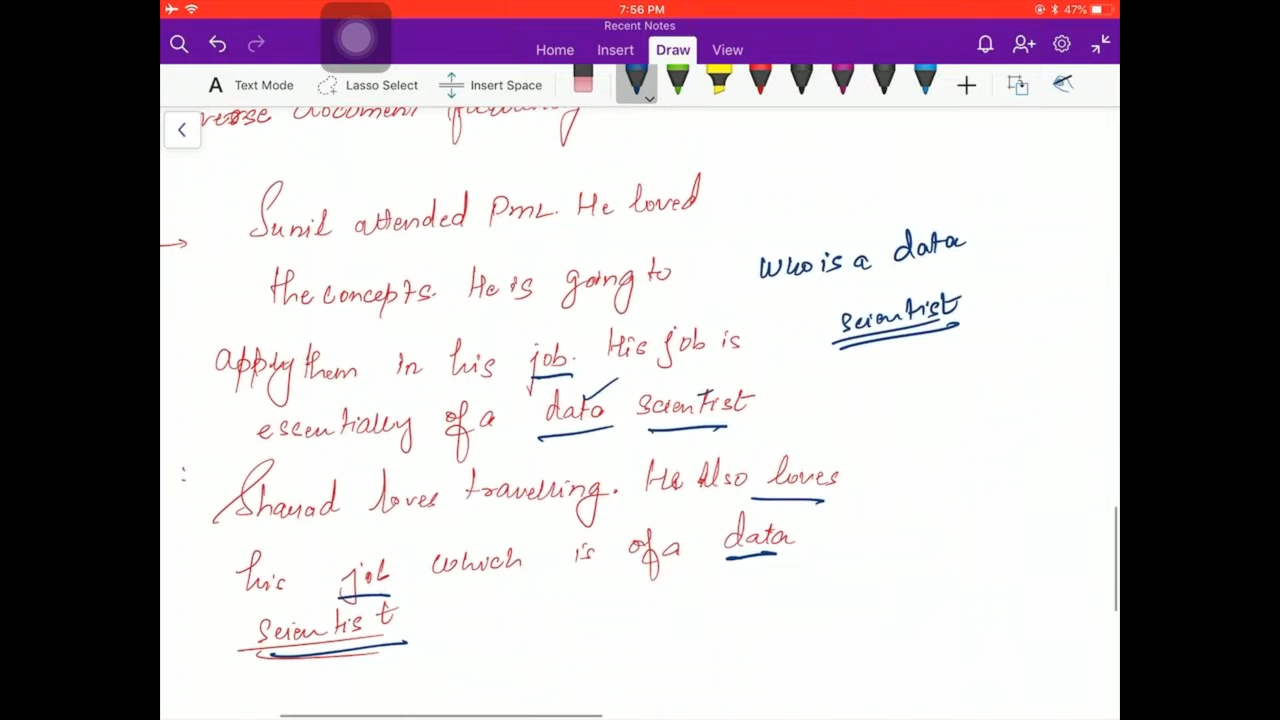 7:56 PM
47%
Recent Notes
Home Insert Draw View
Text Mode Lasso Select Insert Space
Sunil attended PML. He loved
the concepts. He is going to
apply them in his job. His job is
essentially of a data scientist
Sharad loves travelling. He also loves
his job which is of a data
scientist
Who is a data
scientist